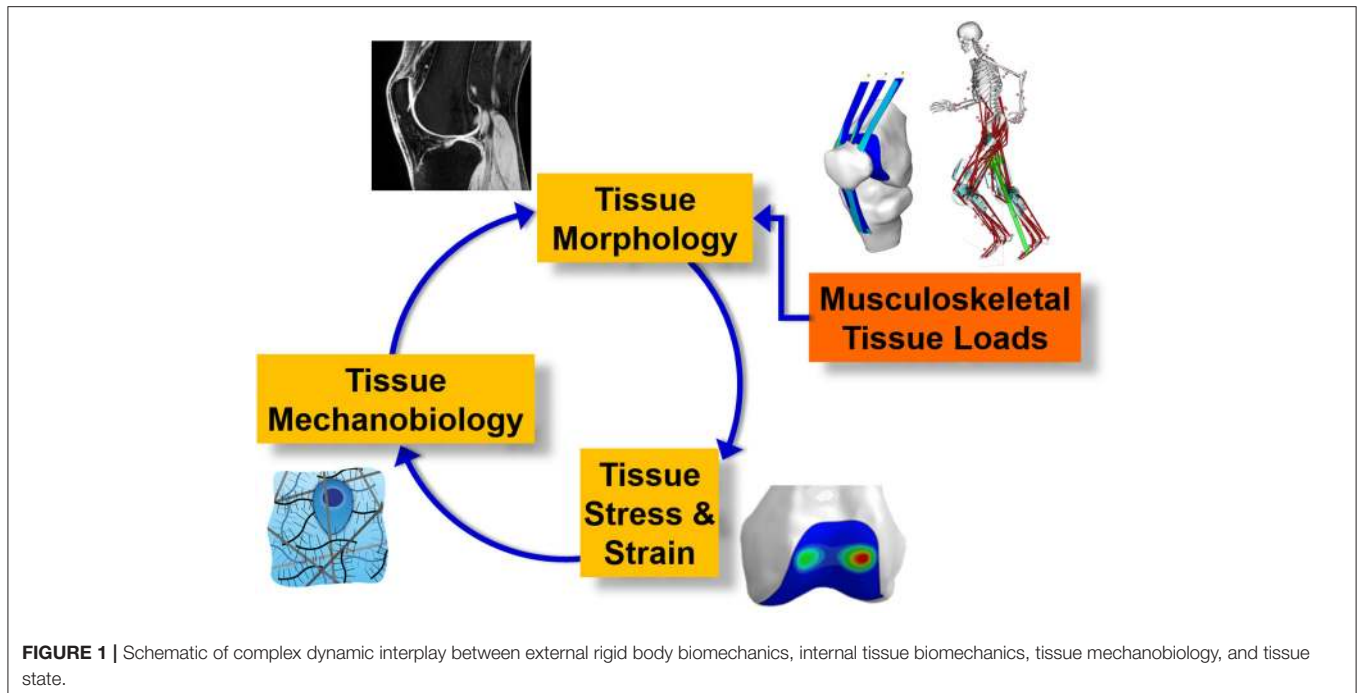 Tissue
Morphology
Musculoskeletal
Tissue Loads
Tissue
Mechanobiology
Tissue
Stress &
Strain
FIGURE 1 | Schematic of complex dynamic interplay between external rigid body biomechanics, internal tissue biomechanics, tissue mechanobiology, and tissue
state.